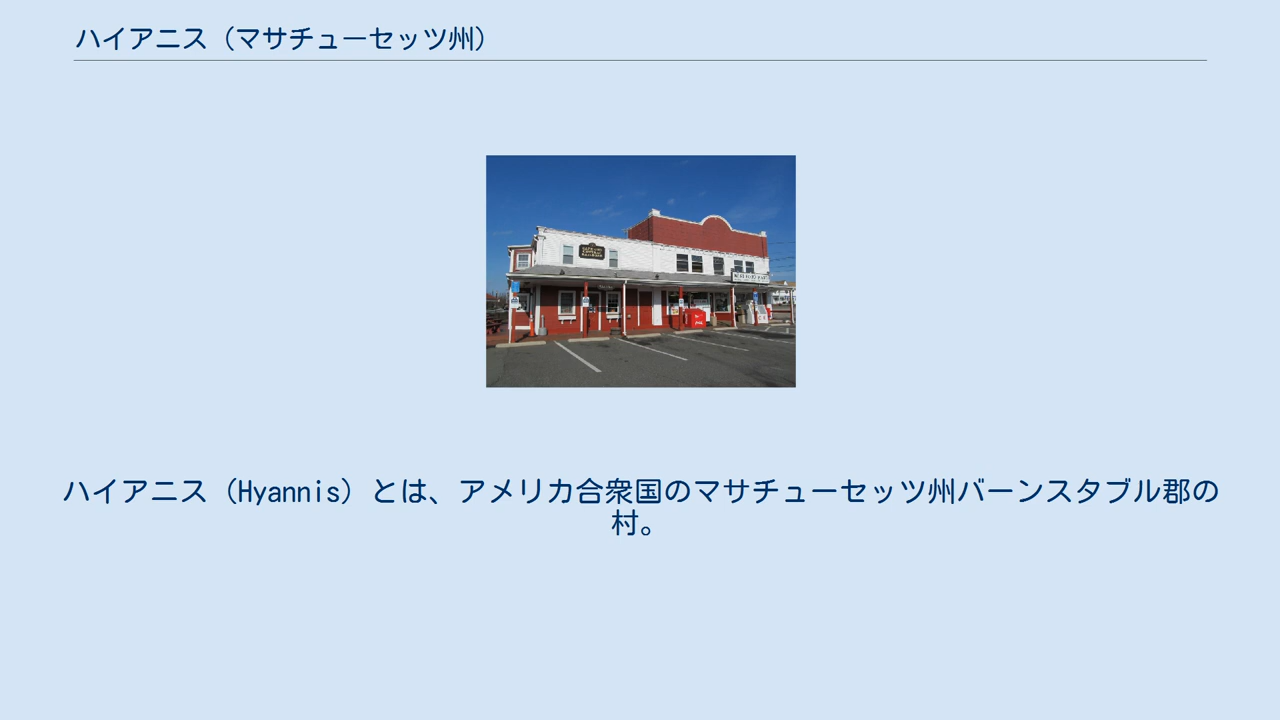 ハイアニス（マサチューセッツ州）
ハイアニス（Hyannis）とは、アメリカ合衆国のマサチューセッツ州バーンスタブル郡の
村。